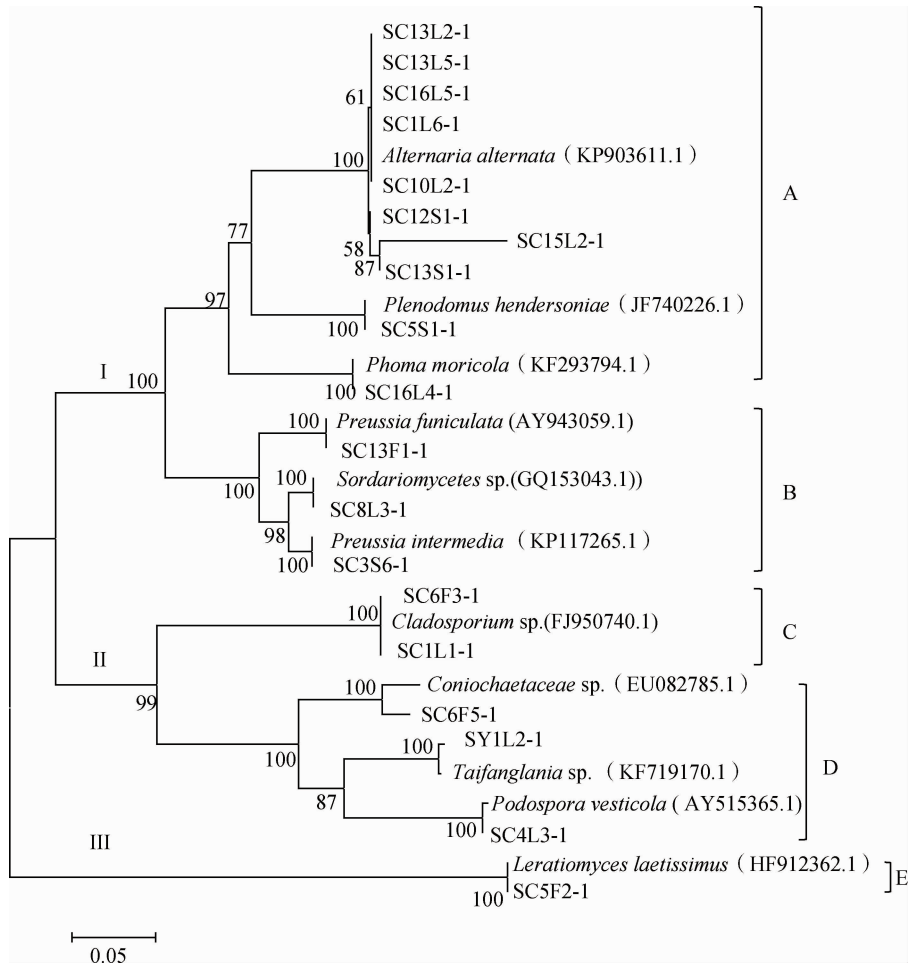 SC13L2-1
SC13L5-1
61
SC16L5-1
SC1L6-1
100
Alternaria alternata（KP903611.1）
SC10L2-1
A
SC12S1-1
77
58
SC15L2-1
87
SC13S1-1
97
Plenodomus hendersoniae（JF740226.1）
100
SC5S1-1
Phoma moricola（KF293794.1）
I
100
100
SC16L4-1
100
Preussia funiculata (AY943059.1)
SC13F1-1
100
100
Sordariomycetes sp.(GQ153043.1))
B
SC8L3-1
98
Preussia intermedia （KP117265.1）
100
SC3S6-1
SC6F3-1
100
Cladosporium sp.(FJ950740.1)
C
SC1L1-1
II
99
100
Coniochaetaceae sp.（EU082785.1）
SC6F5-1
100
100
SY1L2-1
D
Taifanglania sp.（KF719170.1）
87
Podospora vesticola ( AY515365.1)
100
SC4L3-1
III
Leratiomyces laetissimus（HF912362.1）
E
100
SC5F2-1
0.05